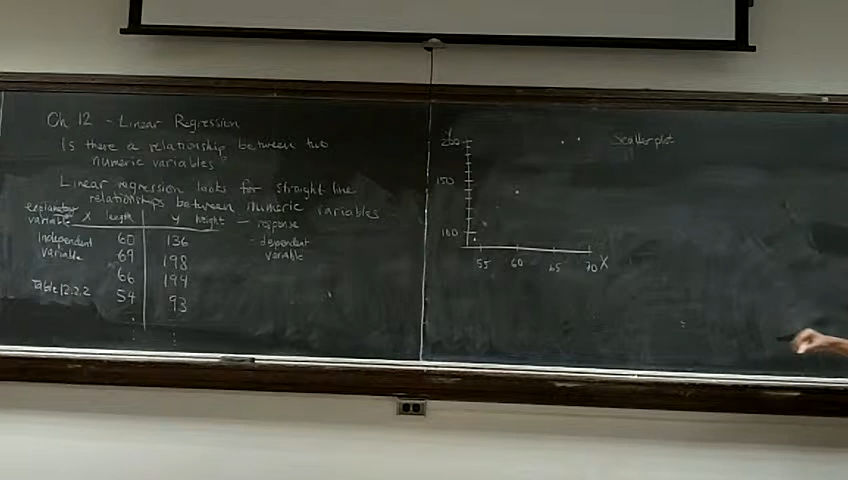 Ch 12 - Linear Regression
Is there a relationship between two
numeric variables?
Linear regression looks for straight-line
relationships between numeric variables
explanatory
variable X length y height - response
Independent 60 136 - dependent
variable 69 198 variable
66 194
Table 12.2.2 54 93
Y
200
150
100
55 60 65 70 X
Scatterplot